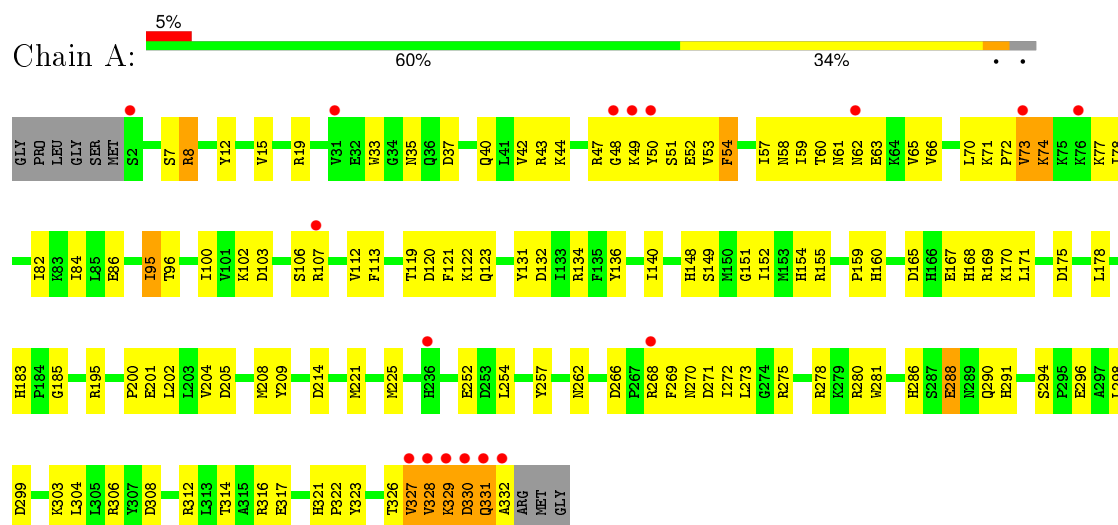 5%
Chain A:
60% 34% • •
GLY PRO LEU GLY SER MET S2 S7 R8 Y12 V15 R19 V31 E32 W33 G34 N35 Q36 D37 Q40 L41 V42 R43 K44 R47 G48 K49 Y50 S51 E52 V53 F54 I57 N58 I59 T60 N61 N62 E63 K64 V65 V66 L70 K71 P72 V73 K74 K75 K76 K77
I82 K83 I84 L85 E86 I95 T96 I100 V101 K102 D103 S106 R107 V112 F113 T119 D120 F121 K122 Q123 Y131 D132 I133 R134 F135 Y136 I140 H148 S149 M150 G151 I152 M153 H154 R155 P159 H160 D165 H166 E167 H168 R169 K170 L171 D175 L178
H183 P184 G185 R195 P200 E201 L202 L203 V204 D205 M208 Y209 D214 M221 M225 H236 E252 D253 L254 Y257 N262 D266 P267 R268 F269 N270 D271 I272 L273 G274 R275 R278 K279 R280 W281 H286 S287 E288 N289 Q290 H291 S294 P295 E296 A297
D299 K303 L304 L305 R306 Y307 D308 R312 L313 T314 A315 R316 E317 H321 P322 Y323 T326 V327 V328 K329 D330 Q331 A332 ARG MET GLY